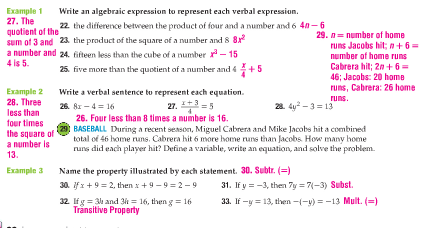 Example 1
Write an algebraic expression to represent each verbal expression.
27. The quotient of the sum of 3 and a number and 4 is 5.
22. the difference between the product of four and a number and 6 4n − 6
23. the product of the square of a number and 8 8x²
24. fifteen less than the cube of a number x³ − 15
25. five more than the quotient of a number and 4 x/4 + 5
29. n = number of home runs Jacobs hit; n + 6 = number of home runs Cabrera hit; 2n + 6 = 46; Jacobs: 20 home runs, Cabrera: 26 home runs.
Example 2
Write a verbal sentence to represent each equation.
28. Three less than four times the square of a number is 13.
26. 8x − 4 = 16 27. (x + 3)/4 = 5 28. 4y² − 3 = 13
26. Four less than 8 times a number is 16.
29. BASEBALL During a recent season, Miguel Cabrera and Mike Jacobs hit a combined
total of 46 home runs. Cabrera hit 6 more home runs than Jacobs. How many home
runs did each player hit? Define a variable, write an equation, and solve the problem.
Example 3
Name the property illustrated by each statement. 30. Subtr. (=)
30. If x + 9 = 2, then x + 9 − 9 = 2 − 9 31. If y = −3, then 7y = 7(−3) Subst.
32. If g = 3h and 3h = 16, then g = 16 33. If −y = 13, then −(−y) = −13 Mult. (=)
Transitive Property